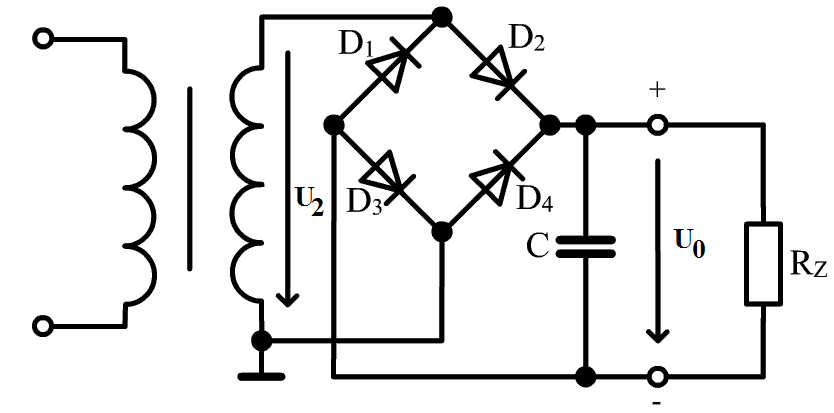 D1
D2
+
U2
D3
D4
C
U0
RZ
-